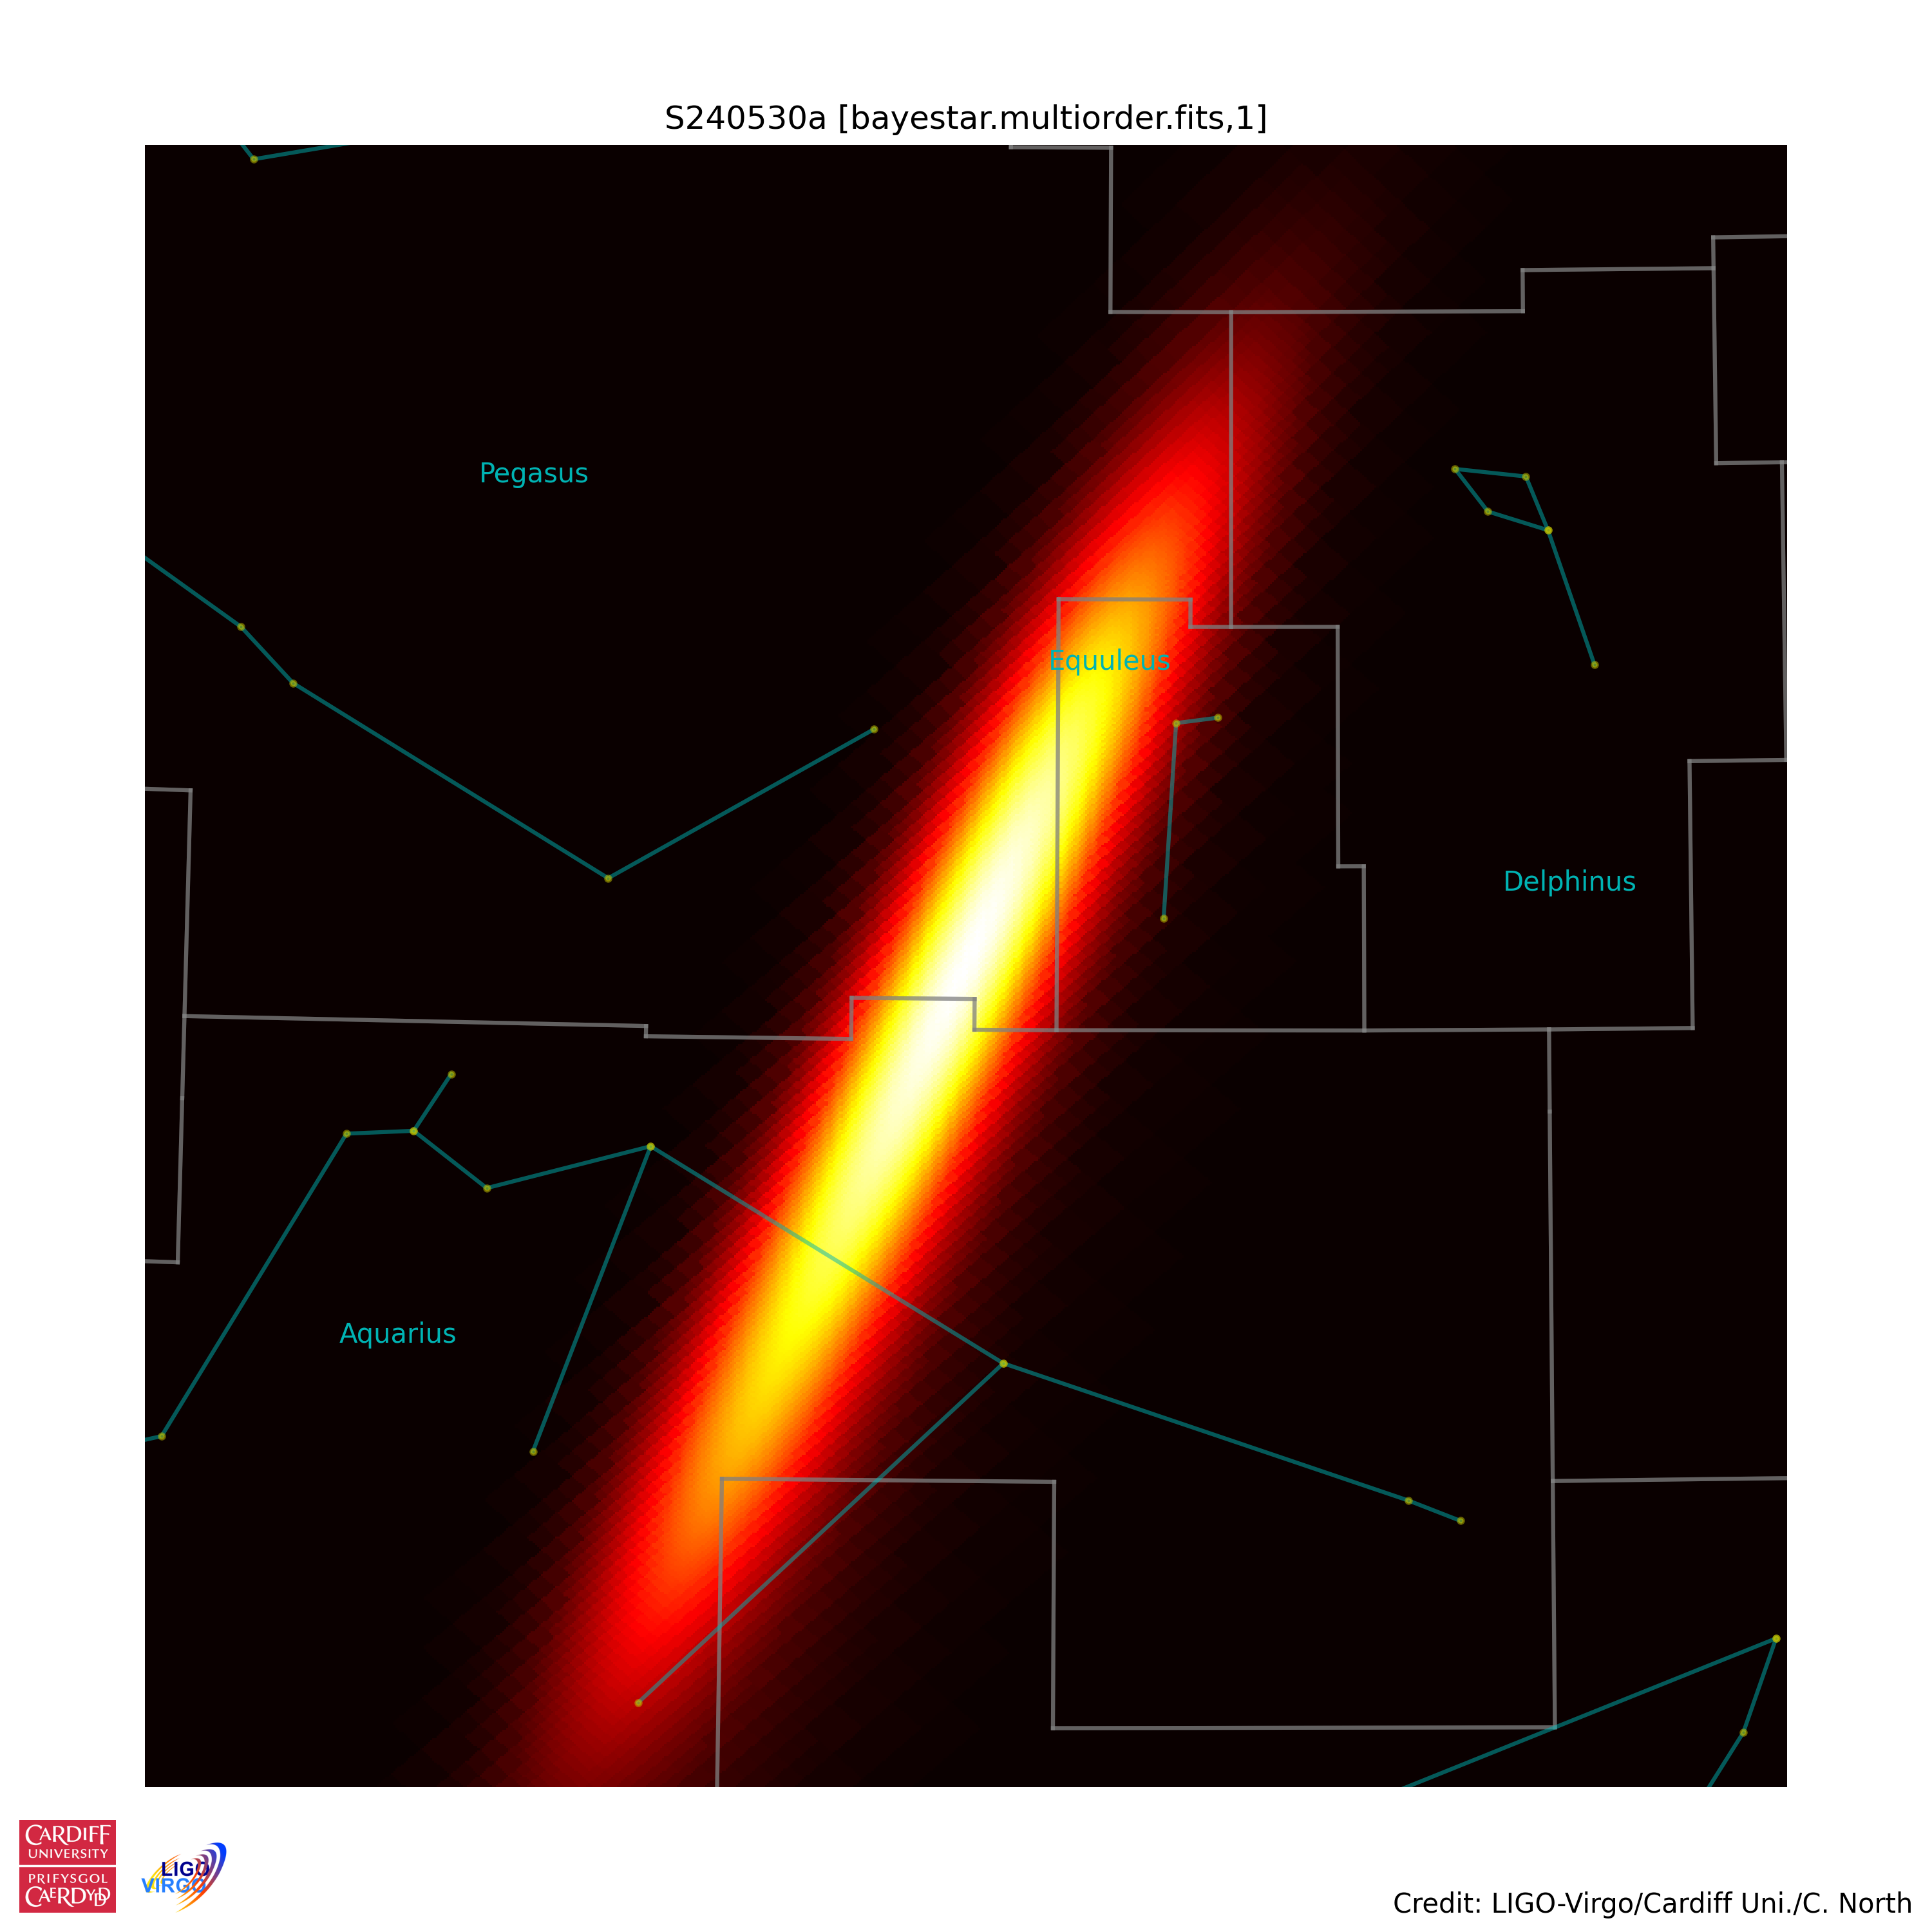 S240530a [bayestar.multiorder.fits,1]
Pegasus
Equuleus
Delphinus
Aquarius
CARDIFF
UNIVERSITY
PRIFYSGOL
CAERDYDD
LIGO
VIRGO
Credit: LIGO-Virgo/Cardiff Uni./C. North